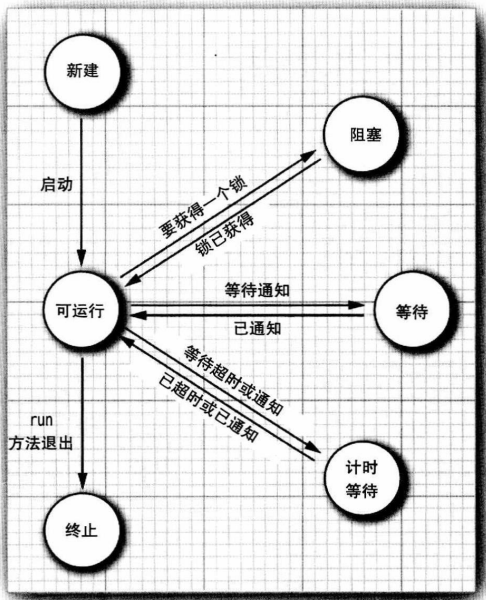 新建
阻塞
启动
要获得一个锁
锁已获得
可运行
等待通知
已通知
等待
等待超时或通知
已超时或已通知
run
方法退出
计时
等待
终止